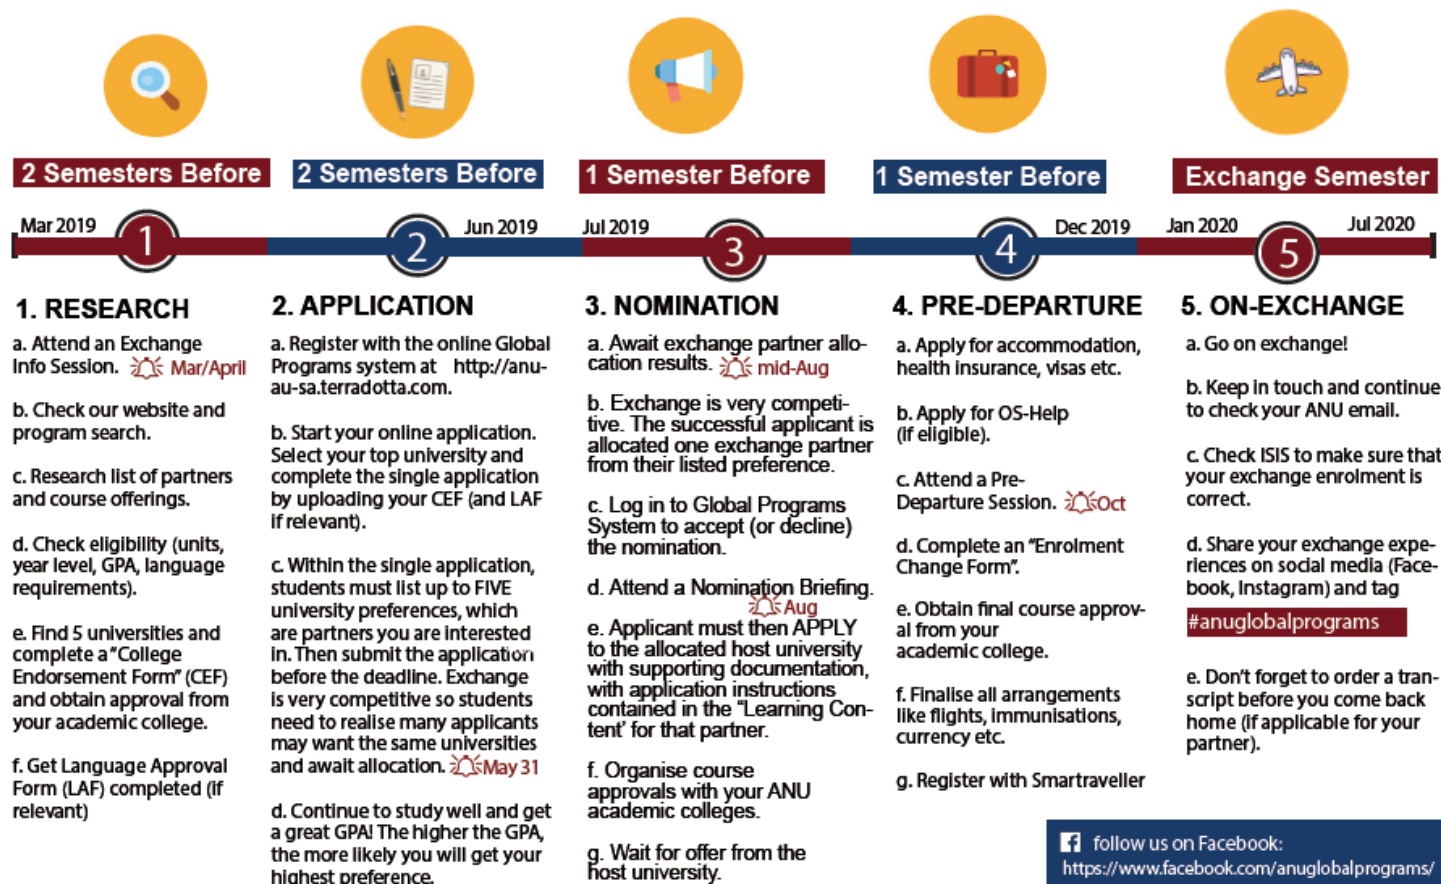 2 Semesters Before
2 Semesters Before
1 Semester Before
1 Semester Before
Exchange Semester
Mar 2019
1
2
Jun 2019
Jul 2019
3
4
Dec 2019
Jan 2020
5
Jul 2020
1. RESEARCH
a. Attend an Exchange
Info Session. Mar/April
b. Check our website and
program search.
c. Research list of partners
and course offerings.
d. Check eligibility (units,
year level, GPA, language
requirements).
e. Find 5 universities and
complete a "College
Endorsement Form" (CEF)
and obtain approval from
your academic college.
f. Get Language Approval
Form (LAF) completed (if
relevant)
2. APPLICATION
a. Register with the online Global
Programs system at http://anu-
au-sa.terradotta.com.
b. Start your online application.
Select your top university and
complete the single application
by uploading your CEF (and LAF
if relevant).
c. Within the single application,
students must list up to FIVE
university preferences, which
are partners you are interested
in. Then submit the application
before the deadline. Exchange
is very competitive so students
need to realise many applicants
may want the same universities
and await allocation. May 31
d. Continue to study well and get
a great GPA! The higher the GPA,
the more likely you will get your
highest preference.
3. NOMINATION
a. Await exchange partner allo-
cation results. mid-Aug
b. Exchange is very competi-
tive. The successful applicant is
allocated one exchange partner
from their listed preference.
c. Log in to Global Programs
System to accept (or decline)
the nomination.
d. Attend a Nomination Briefing.
Aug
e. Applicant must then APPLY
to the allocated host university
with supporting documentation,
with application instructions
contained in the "Learning Con-
tent' for that partner.
f. Organise course
approvals with your ANU
academic colleges.
g. Wait for offer from the
host university.
4. PRE-DEPARTURE
a. Apply for accommodation,
health insurance, visas etc.
b. Apply for OS-Help
(if eligible).
c. Attend a Pre-
Departure Session. Oct
d. Complete an "Enrolment
Change Form".
e. Obtain final course approv-
al from your
academic college.
f. Finalise all arrangements
like flights, immunisations,
currency etc.
g. Register with Smartraveller
5. ON-EXCHANGE
a. Go on exchange!
b. Keep in touch and continue
to check your ANU email.
c. Check ISIS to make sure that
your exchange enrolment is
correct.
d. Share your exchange expe-
riences on social media (Face-
book, Instagram) and tag
#anuglobalprograms
e. Don't forget to order a tran-
script before you come back
home (if applicable for your
partner).
follow us on Facebook:
https://www.facebook.com/anuglobalprograms/